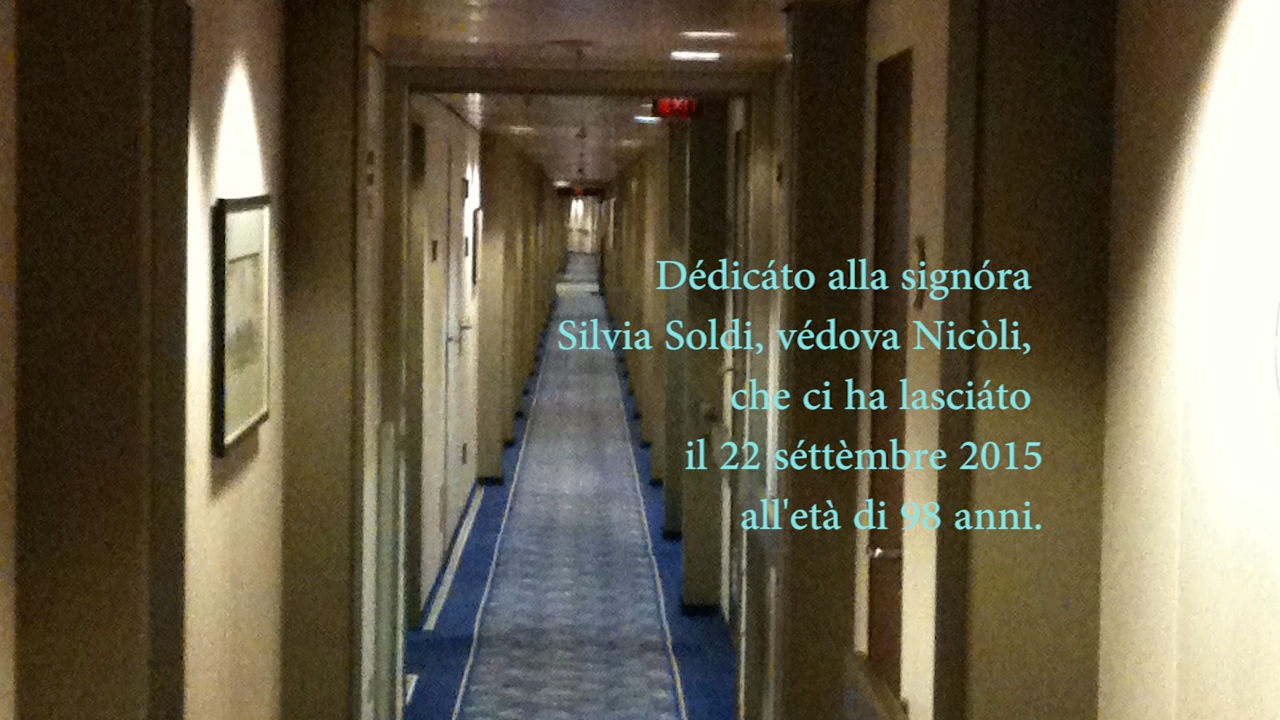 Dédicáto alla signóra
Silvia Soldi, védova Nicòli,
che ci ha lasciáto
il 22 séttèmbre 2015
all'età di 98 anni.